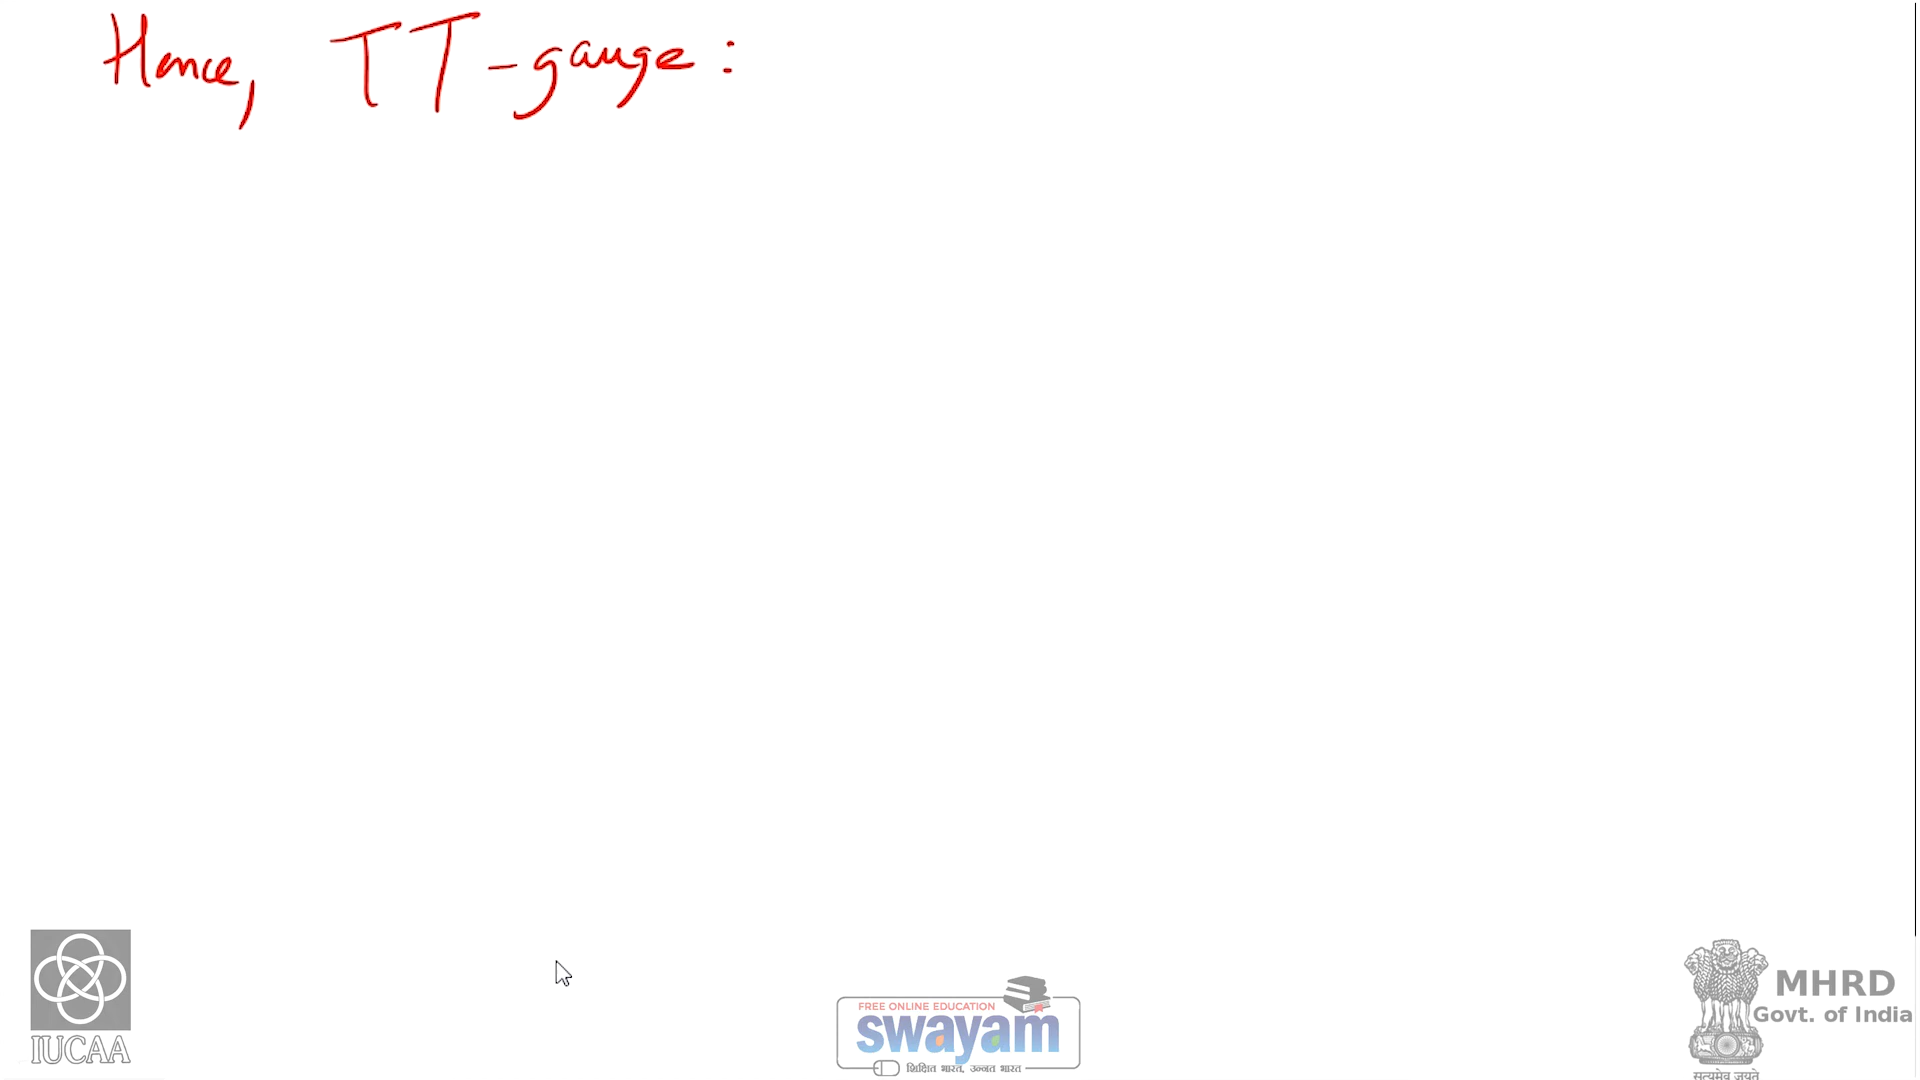 Hence, TT-gauge:
IUCAA
FREE ONLINE EDUCATION
swayam
शिक्षित भारत, उन्नत भारत
MHRD
Govt. of India
सत्यमेव जयते